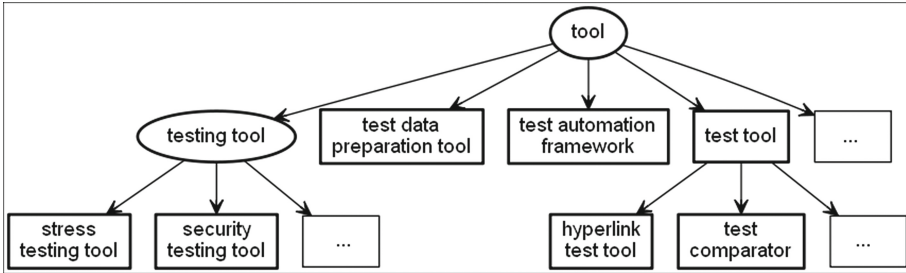 tool
testing tool
test data
preparation tool
test automation
framework
test tool
...
stress
testing tool
security
testing tool
...
hyperlink
test tool
test
comparator
...